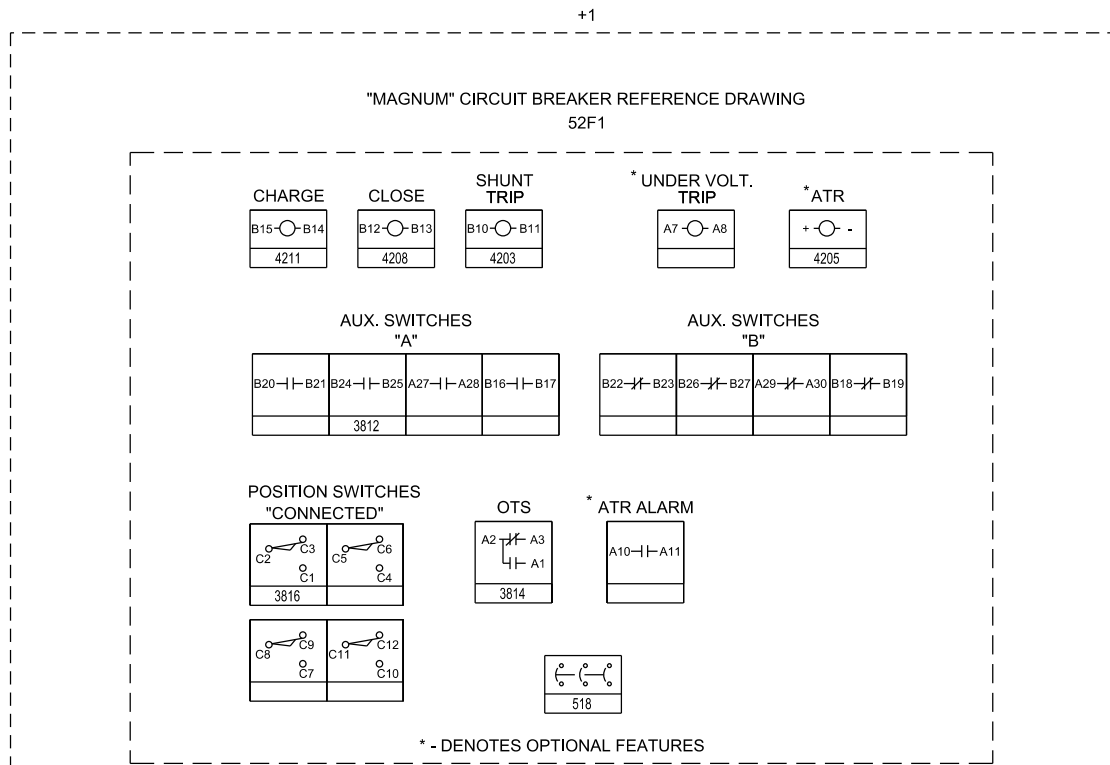 +1
"MAGNUM" CIRCUIT BREAKER REFERENCE DRAWING
52F1
CHARGE
B15 B14
4211
CLOSE
B12 B13
4208
SHUNT
TRIP
B10 B11
4203
* UNDER VOLT.
TRIP
A7 A8
* ATR
+ -
4205
AUX. SWITCHES
"A"
B20 B21 B24 B25 A27 A28 B16 B17
3812
AUX. SWITCHES
"B"
B22 B23 B26 B27 A29 A30 B18 B19
POSITION SWITCHES
"CONNECTED"
C2 C3 C5 C6
C1 C4
3816
C8 C9 C11 C12
C7 C10
OTS
A2 A3
A1
3814
* ATR ALARM
A10 A11
518
* - DENOTES OPTIONAL FEATURES